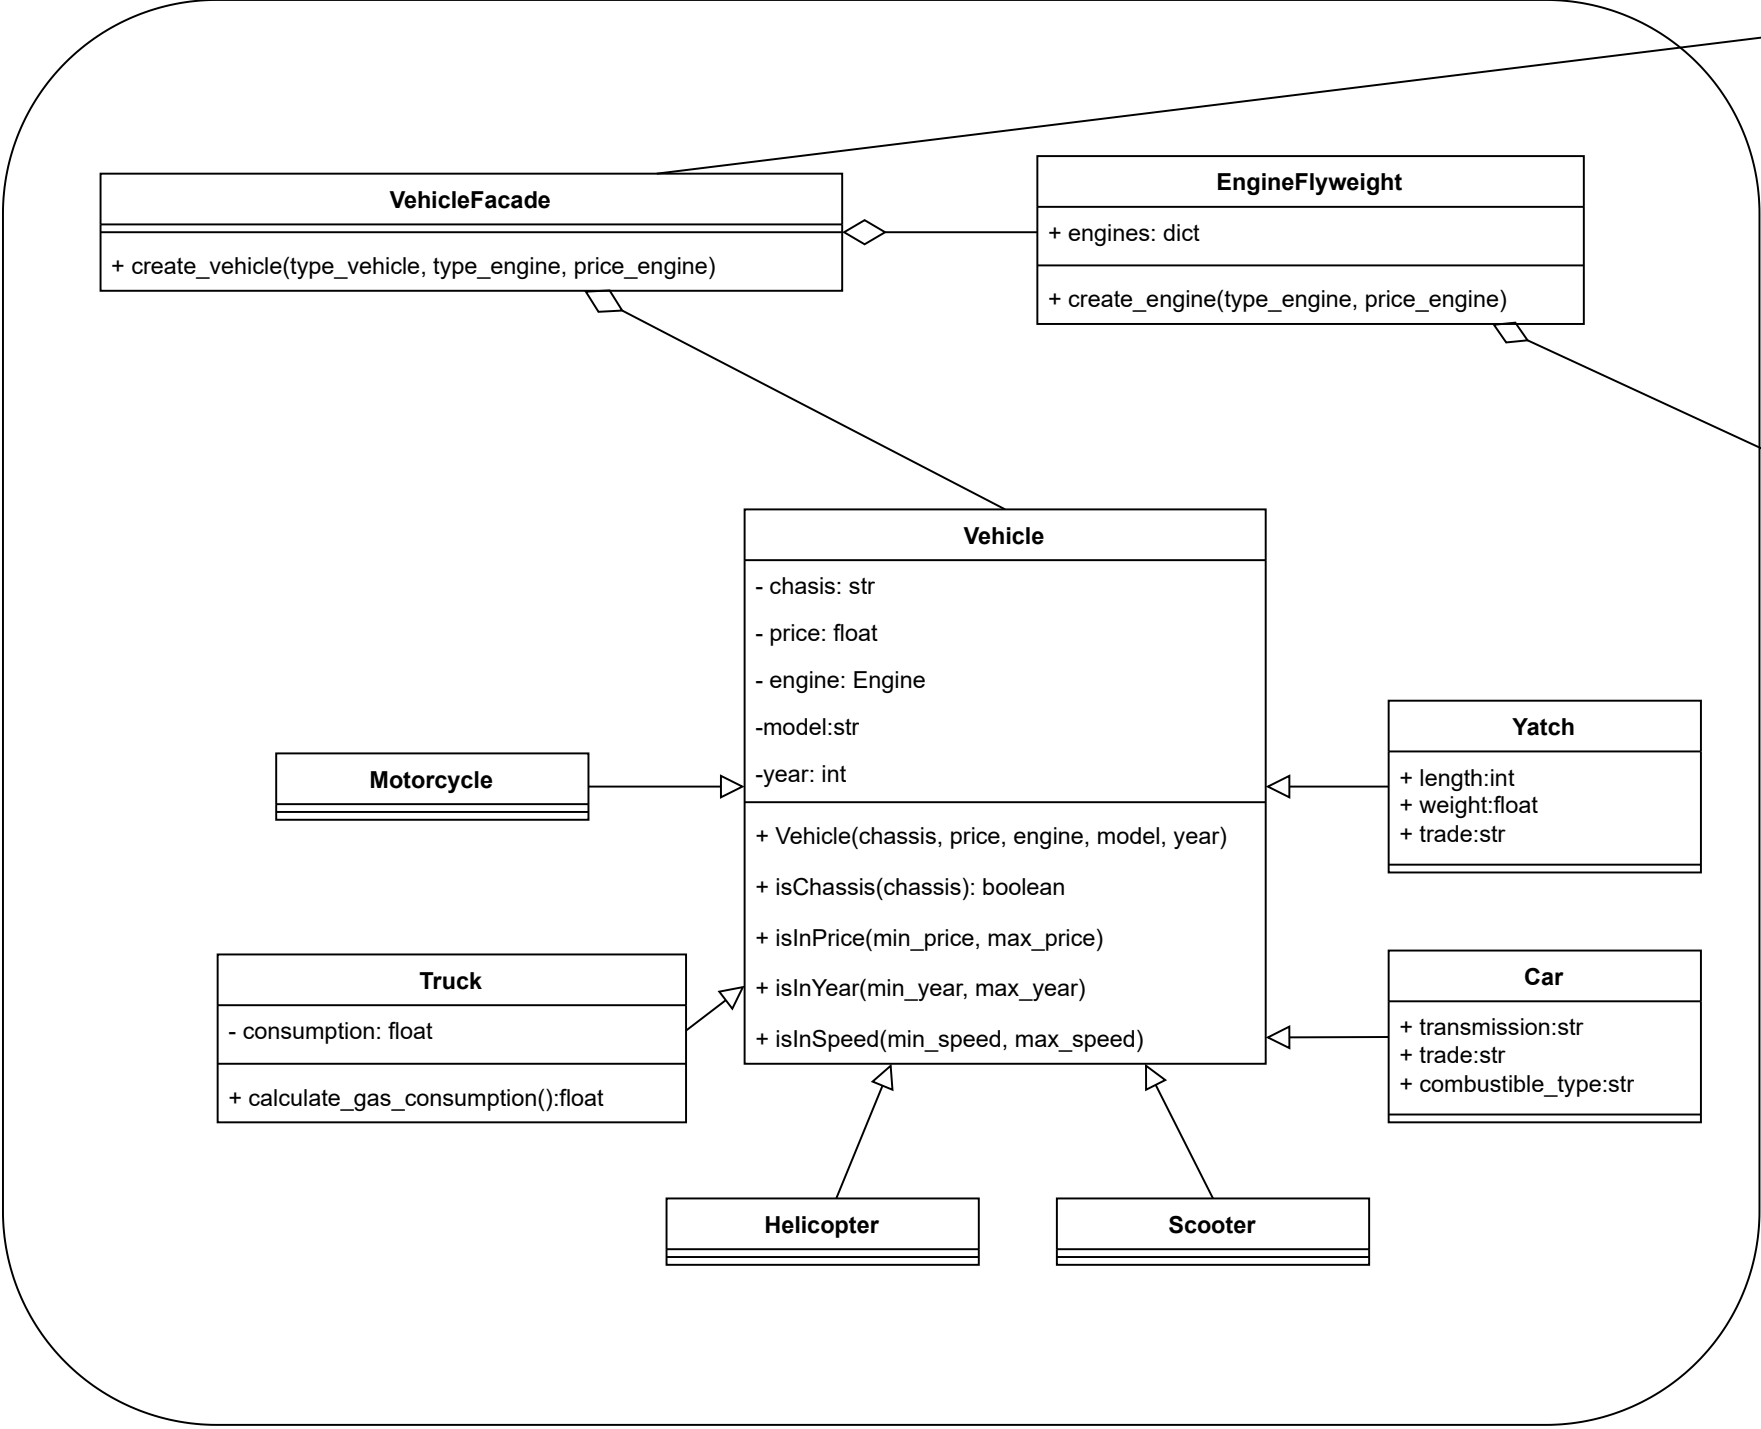 VehicleFacade
+ create_vehicle(type_vehicle, type_engine, price_engine)
EngineFlyweight
+ engines: dict
+ create_engine(type_engine, price_engine)
Vehicle
- chasis: str
- price: float
- engine: Engine
-model:str
-year: int
+ Vehicle(chassis, price, engine, model, year)
+ isChassis(chassis): boolean
+ isInPrice(min_price, max_price)
+ isInYear(min_year, max_year)
+ isInSpeed(min_speed, max_speed)
Motorcycle
Yatch
+ length:int
+ weight:float
+ trade:str
Truck
- consumption: float
+ calculate_gas_consumption():float
Car
+ transmission:str
+ trade:str
+ combustible_type:str
Helicopter
Scooter